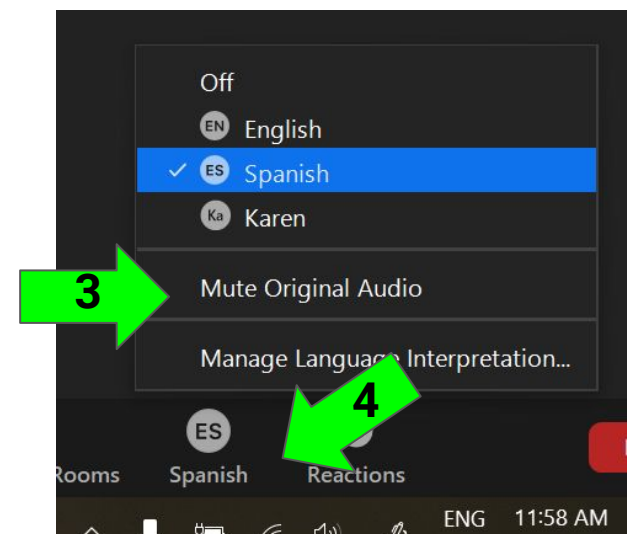 Off
EN English
ES Spanish
Ka Karen
3
Mute Original Audio
Manage Language Interpretation...
4
ES
Rooms Spanish Reactions
ENG 11:58 AM